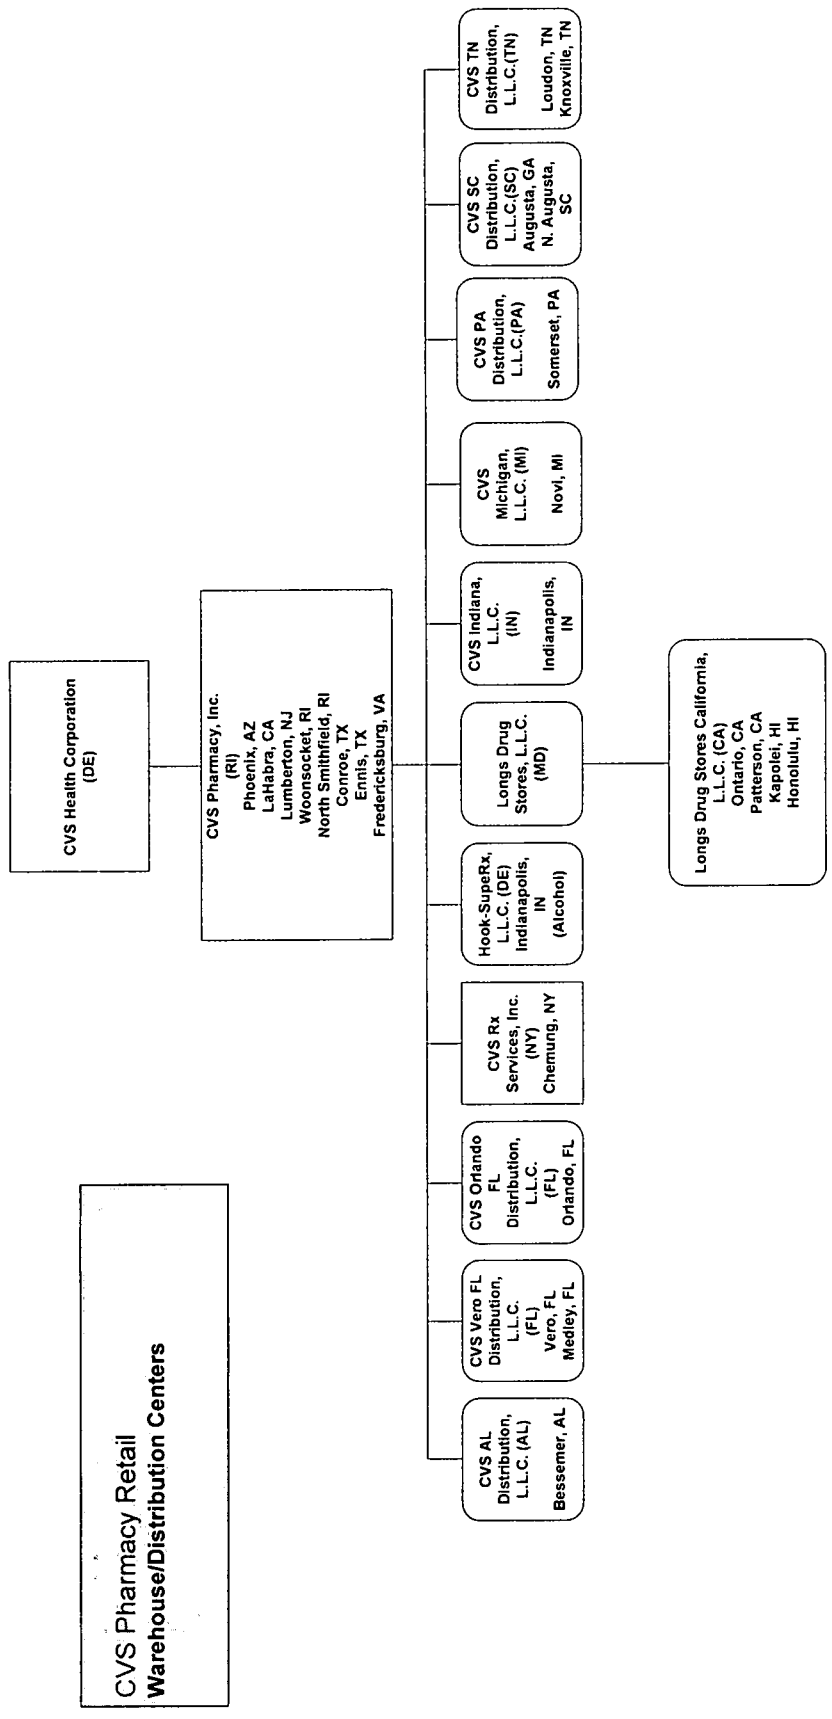 CVS Pharmacy Retail
Warehouse/Distribution Centers
CVS Health Corporation
(DE)
CVS Pharmacy, Inc.
(RI)
Phoenix, AZ
LaHabra, CA
Lumberton, NJ
Woonsocket, RI
North Smithfield, RI
Conroe, TX
Ennis, TX
Fredericksburg, VA
CVS AL
Distribution,
L.L.C. (AL)
Bessemer, AL
CVS Vero FL
Distribution,
L.L.C.
(FL)
Vero, FL
Medley, FL
CVS Orlando
FL
Distribution,
L.L.C.
(FL)
Orlando, FL
CVS Rx
Services, Inc.
(NY)
Chemung, NY
Hook-SupeRx,
L.L.C. (DE)
Indianapolis,
IN
(Alcohol)
Longs Drug
Stores, L.L.C.
(MD)
CVS Indiana,
L.L.C.
(IN)
Indianapolis,
IN
CVS
Michigan,
L.L.C. (MI)
Novi, MI
CVS PA
Distribution,
L.L.C.(PA)
Somerset, PA
CVS SC
Distribution,
L.L.C.(SC)
Augusta, GA
N. Augusta,
SC
CVS TN
Distribution,
L.L.C.(TN)
Loudon, TN
Knoxville, TN
Longs Drug Stores California,
L.L.C. (CA)
Ontario, CA
Patterson, CA
Kapolei, HI
Honolulu, HI